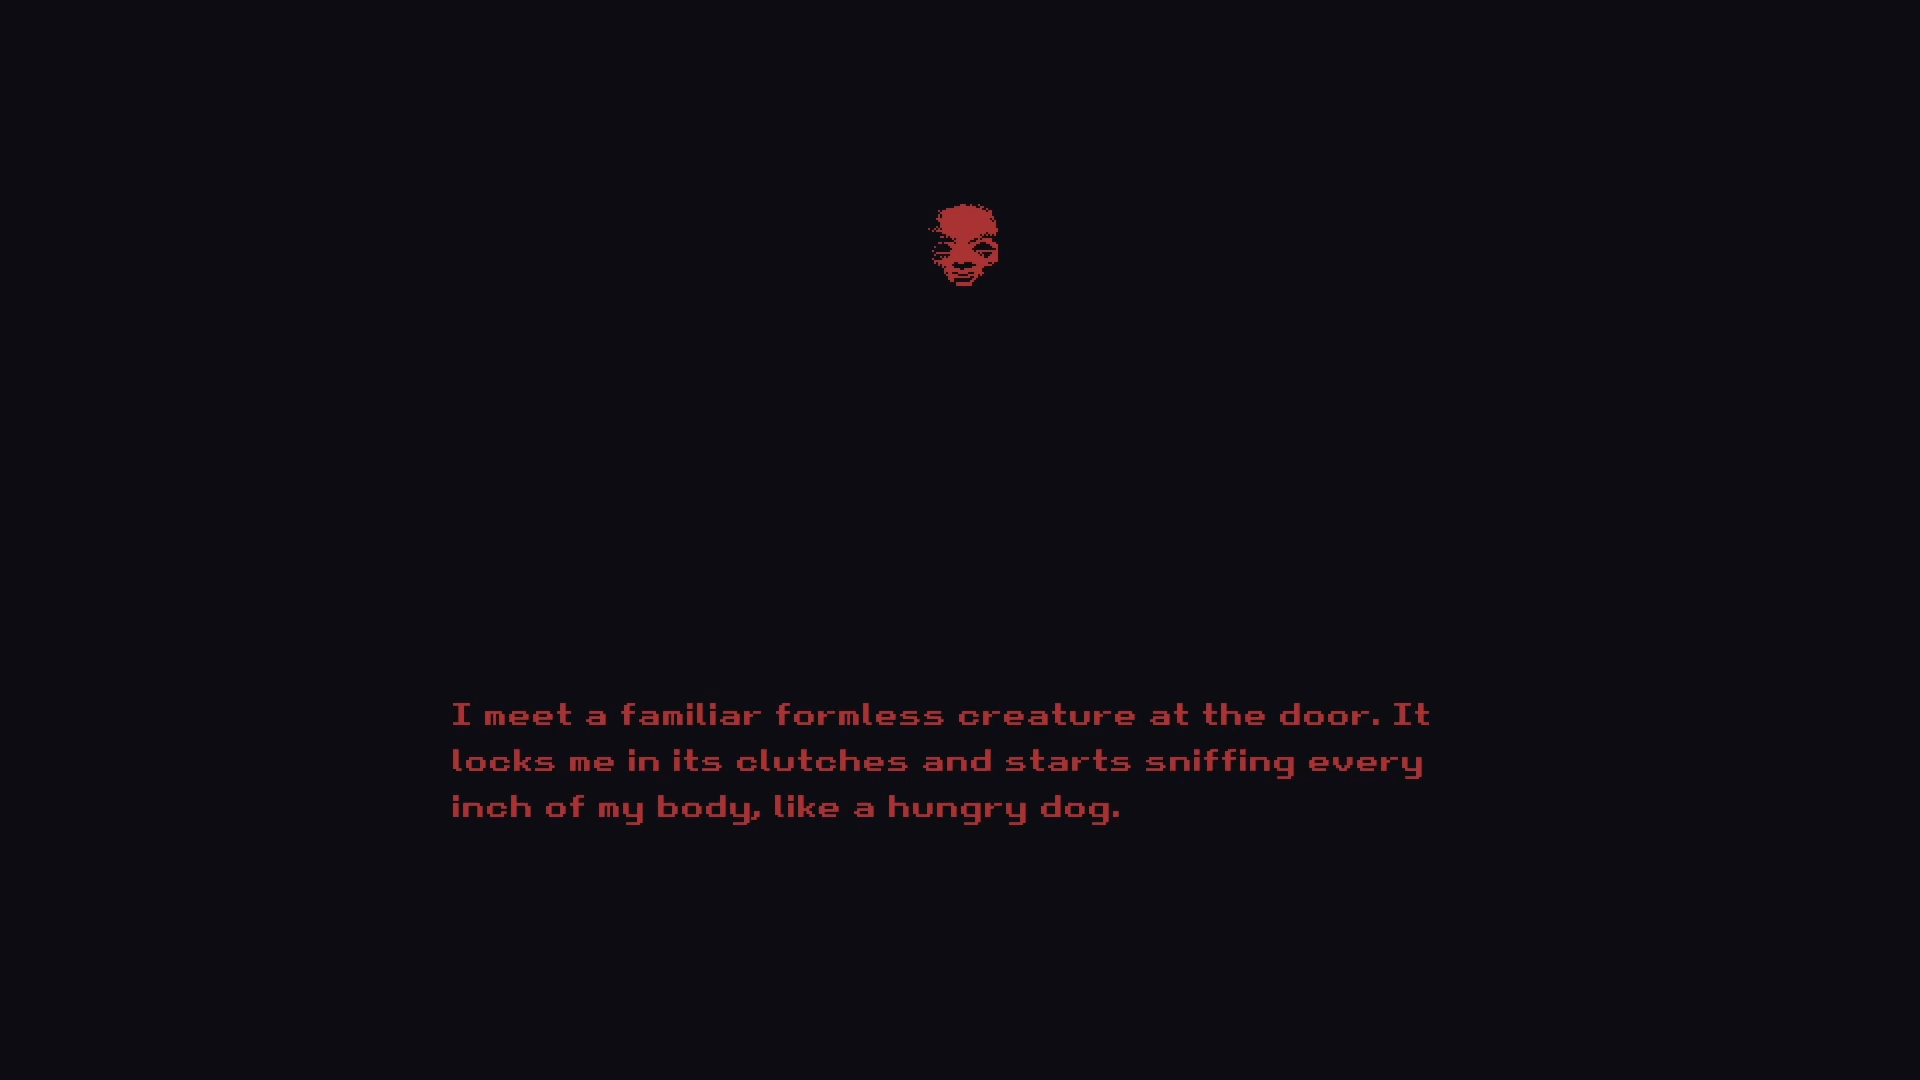 I meet a familiar formless creature at the door. It
locks me in its clutches and starts sniffing every
inch of my body, like a hungry dog.